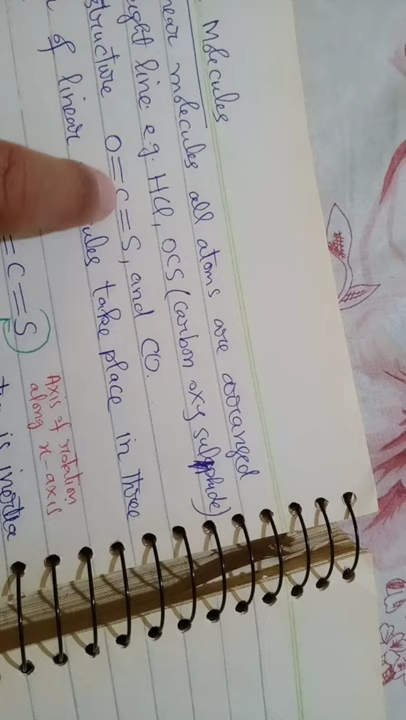 Molecules
near molecules all atoms are arranged
ight line e.g. HCl, OCS (carbon oxy sulphide)
structure O=C=S, and CO.
of linear ules take place in three
=C=S
Axis of rotation
along x-axis
is inertia